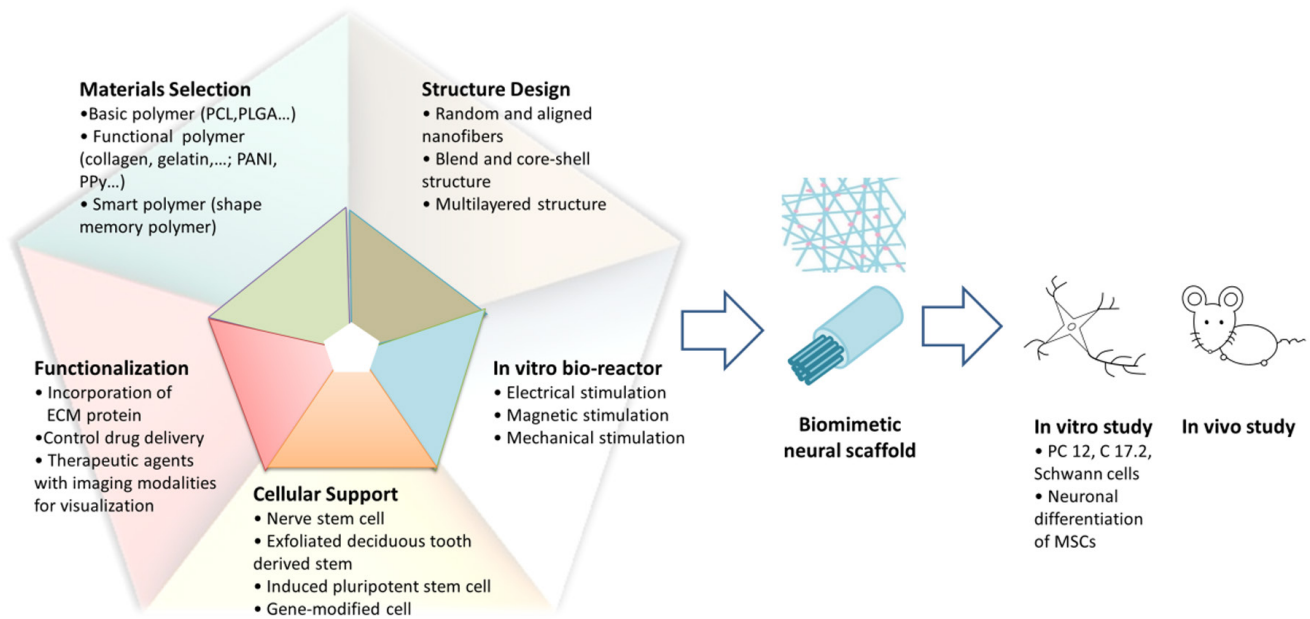 Materials Selection
•Basic polymer (PCL,PLGA...)
• Functional polymer
(collagen, gelatin,...; PANI,
PPy...)
• Smart polymer (shape
memory polymer)
Structure Design
• Random and aligned
nanofibers
• Blend and core-shell
structure
• Multilayered structure
Functionalization
• Incorporation of
ECM protein
•Control drug delivery
• Therapeutic agents
with imaging modalities
for visualization
In vitro bio-reactor
• Electrical stimulation
• Magnetic stimulation
• Mechanical stimulation
Cellular Support
• Nerve stem cell
• Exfoliated deciduous tooth
derived stem
• Induced pluripotent stem cell
• Gene-modified cell
Biomimetic
neural scaffold
In vitro study
• PC 12, C 17.2,
Schwann cells
• Neuronal
differentiation
of MSCs
In vivo study